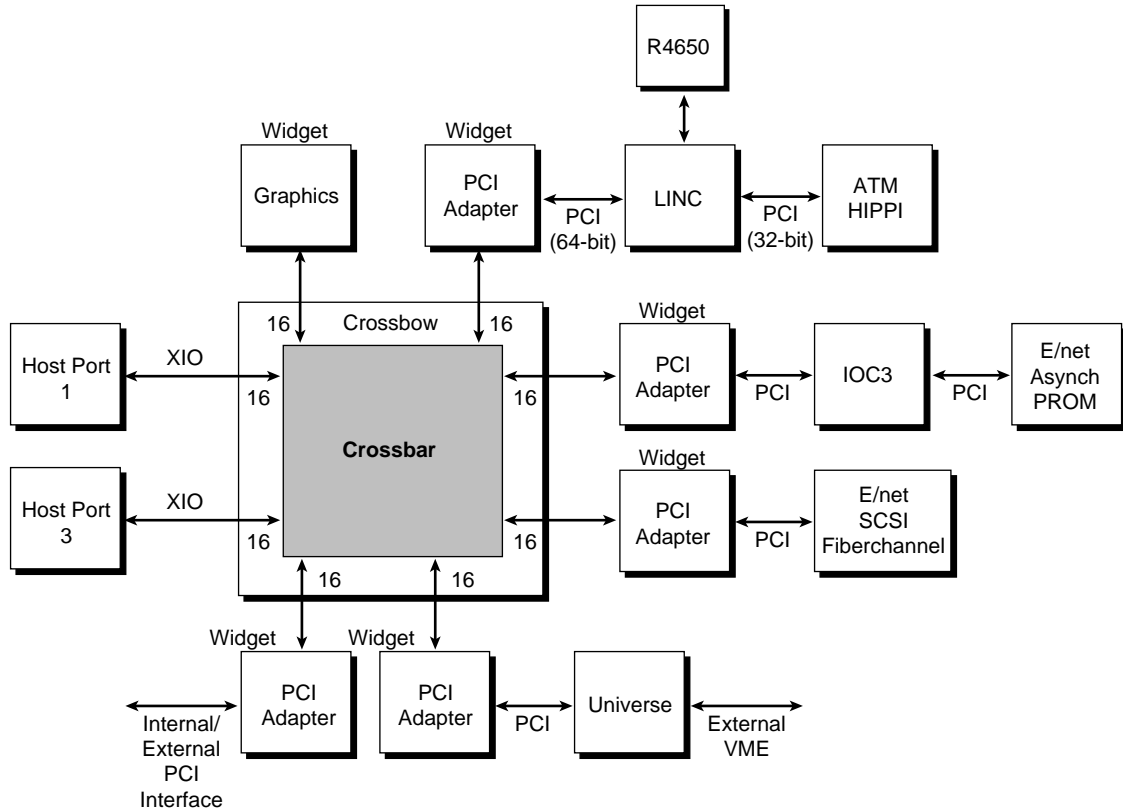 R4650
Widget
Widget
Graphics
PCI
Adapter
PCI
(64-bit)
LINC
PCI
(32-bit)
ATM
HIPPI
16
Crossbow
16
Host Port
1
XIO
16
16
Widget
PCI
Adapter
PCI
IOC3
PCI
E/net
Asynch
PROM
Crossbar
Host Port
3
XIO
16
16
Widget
PCI
Adapter
PCI
E/net
SCSI
Fiberchannel
16
16
Widget
Widget
Internal/
External
PCI
Interface
PCI
Adapter
PCI
Adapter
PCI
Universe
External
VME